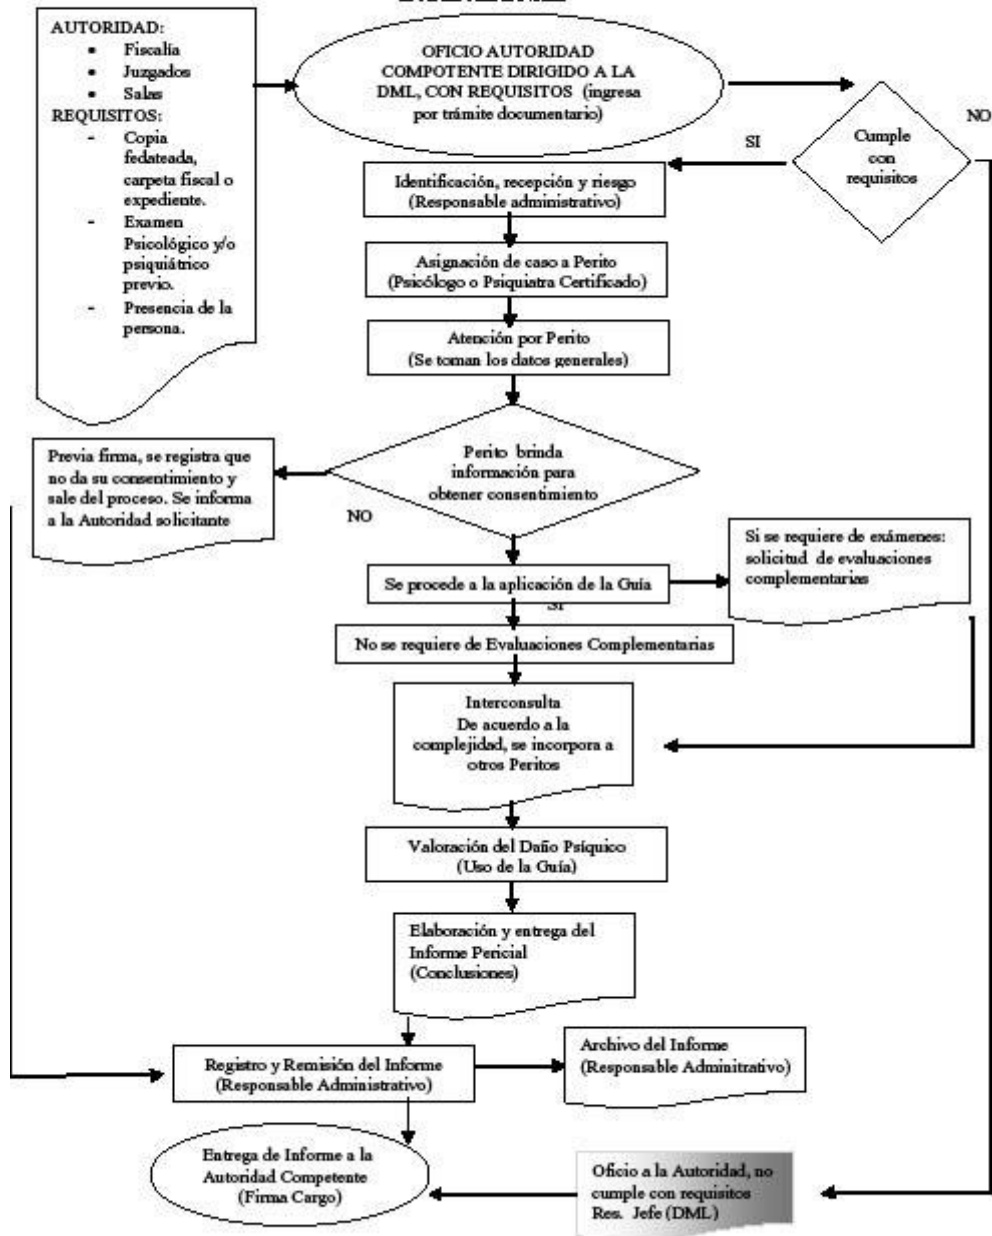 AUTORIDAD:
• Fiscalía
• Juzgados
• Salas
REQUISITOS:
- Copia
fedateada,
carpeta fiscal o
expediente.
- Examen
Psicológico y/o
psiquiátrico
previo.
- Presencia de la
persona.
OFICIO AUTORIDAD
COMPOTENTE DIRIGIDO A LA
DML, CON REQUISITOS (ingresa
por trámite documentario)
Cumple
con
requisitos
NO
SI
Identificación, recepción y riesgo
(Responsable administrativo)
Asignación de caso a Perito
(Psicólogo o Psiquiatra Certificado)
Atención por Perito
(Se toman los datos generales)
Perito brinda
información para
obtener consentimiento
NO
Previa firma, se registra que
no da su consentimiento y
sale del proceso. Se informa
a la Autoridad solicitante
Se procede a la aplicación de la Guía
SI
Si se requiere de exámenes:
solicitud de evaluaciones
complementarias
No se requiere de Evaluaciones Complementarias
Interconsulta
De acuerdo a la
complejidad, se incorpora a
otros Peritos
Valoración del Daño Psíquico
(Uso de la Guía)
Elaboración y entrega del
Informe Pericial
(Conclusiones)
Registro y Remisión del Informe
(Responsable Administrativo)
Archivo del Informe
(Responsable Adminitrativo)
Entrega de Informe a la
Autoridad Competente
(Firma Cargo)
Oficio a la Autoridad, no
cumple con requisitos
Res. Jefe (DML)